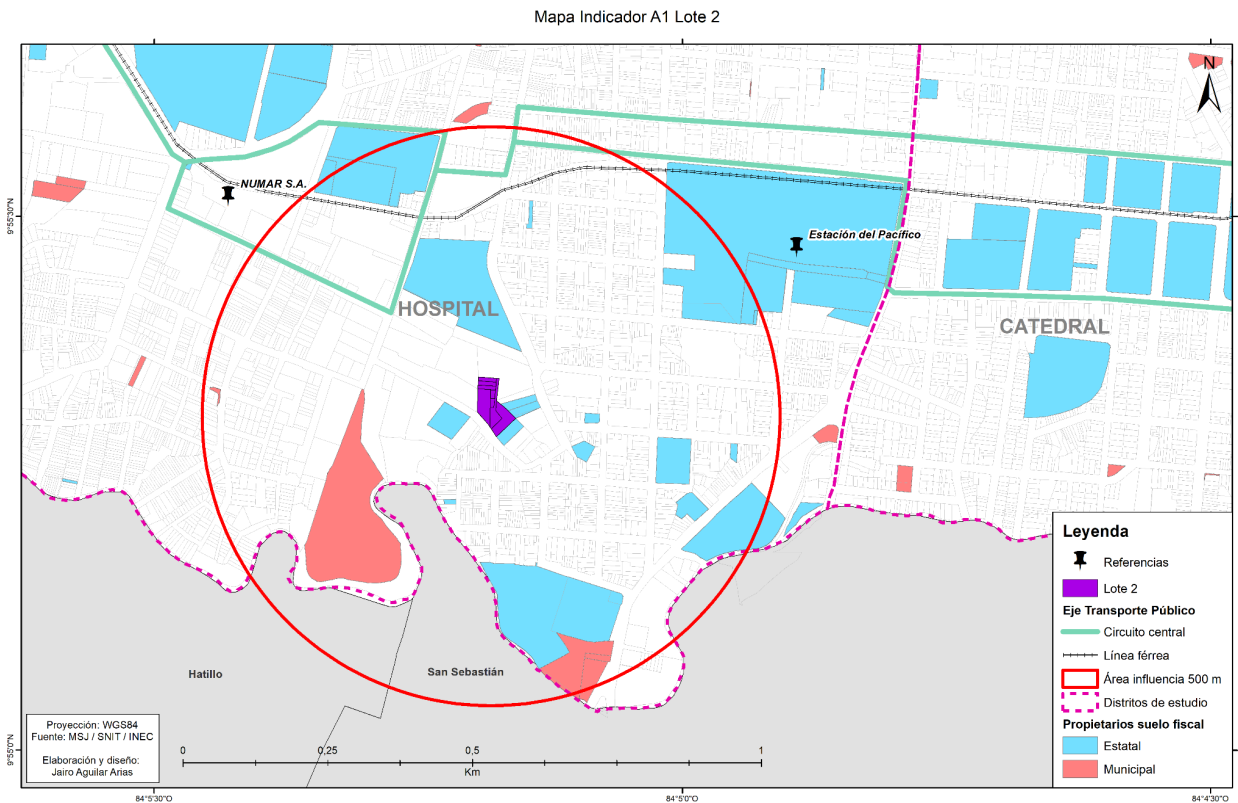 Mapa Indicador A1 Lote 2
N
NUMAR S.A.
Estación del Pacífico
HOSPITAL
CATEDRAL
9°55'30"N
9°55'0"N
Hatillo
San Sebastián
Leyenda
Referencias
Lote 2
Eje Transporte Público
Circuito central
Línea férrea
Área influencia 500 m
Distritos de estudio
Propietarios suelo fiscal
Estatal
Municipal
Proyección: WGS84
Fuente: MSJ / SNIT / INEC
Elaboración y diseño:
Jairo Aguilar Arias
0 0,25 0,5 1
Km
84°5'30"O 84°5'0"O 84°4'30"O